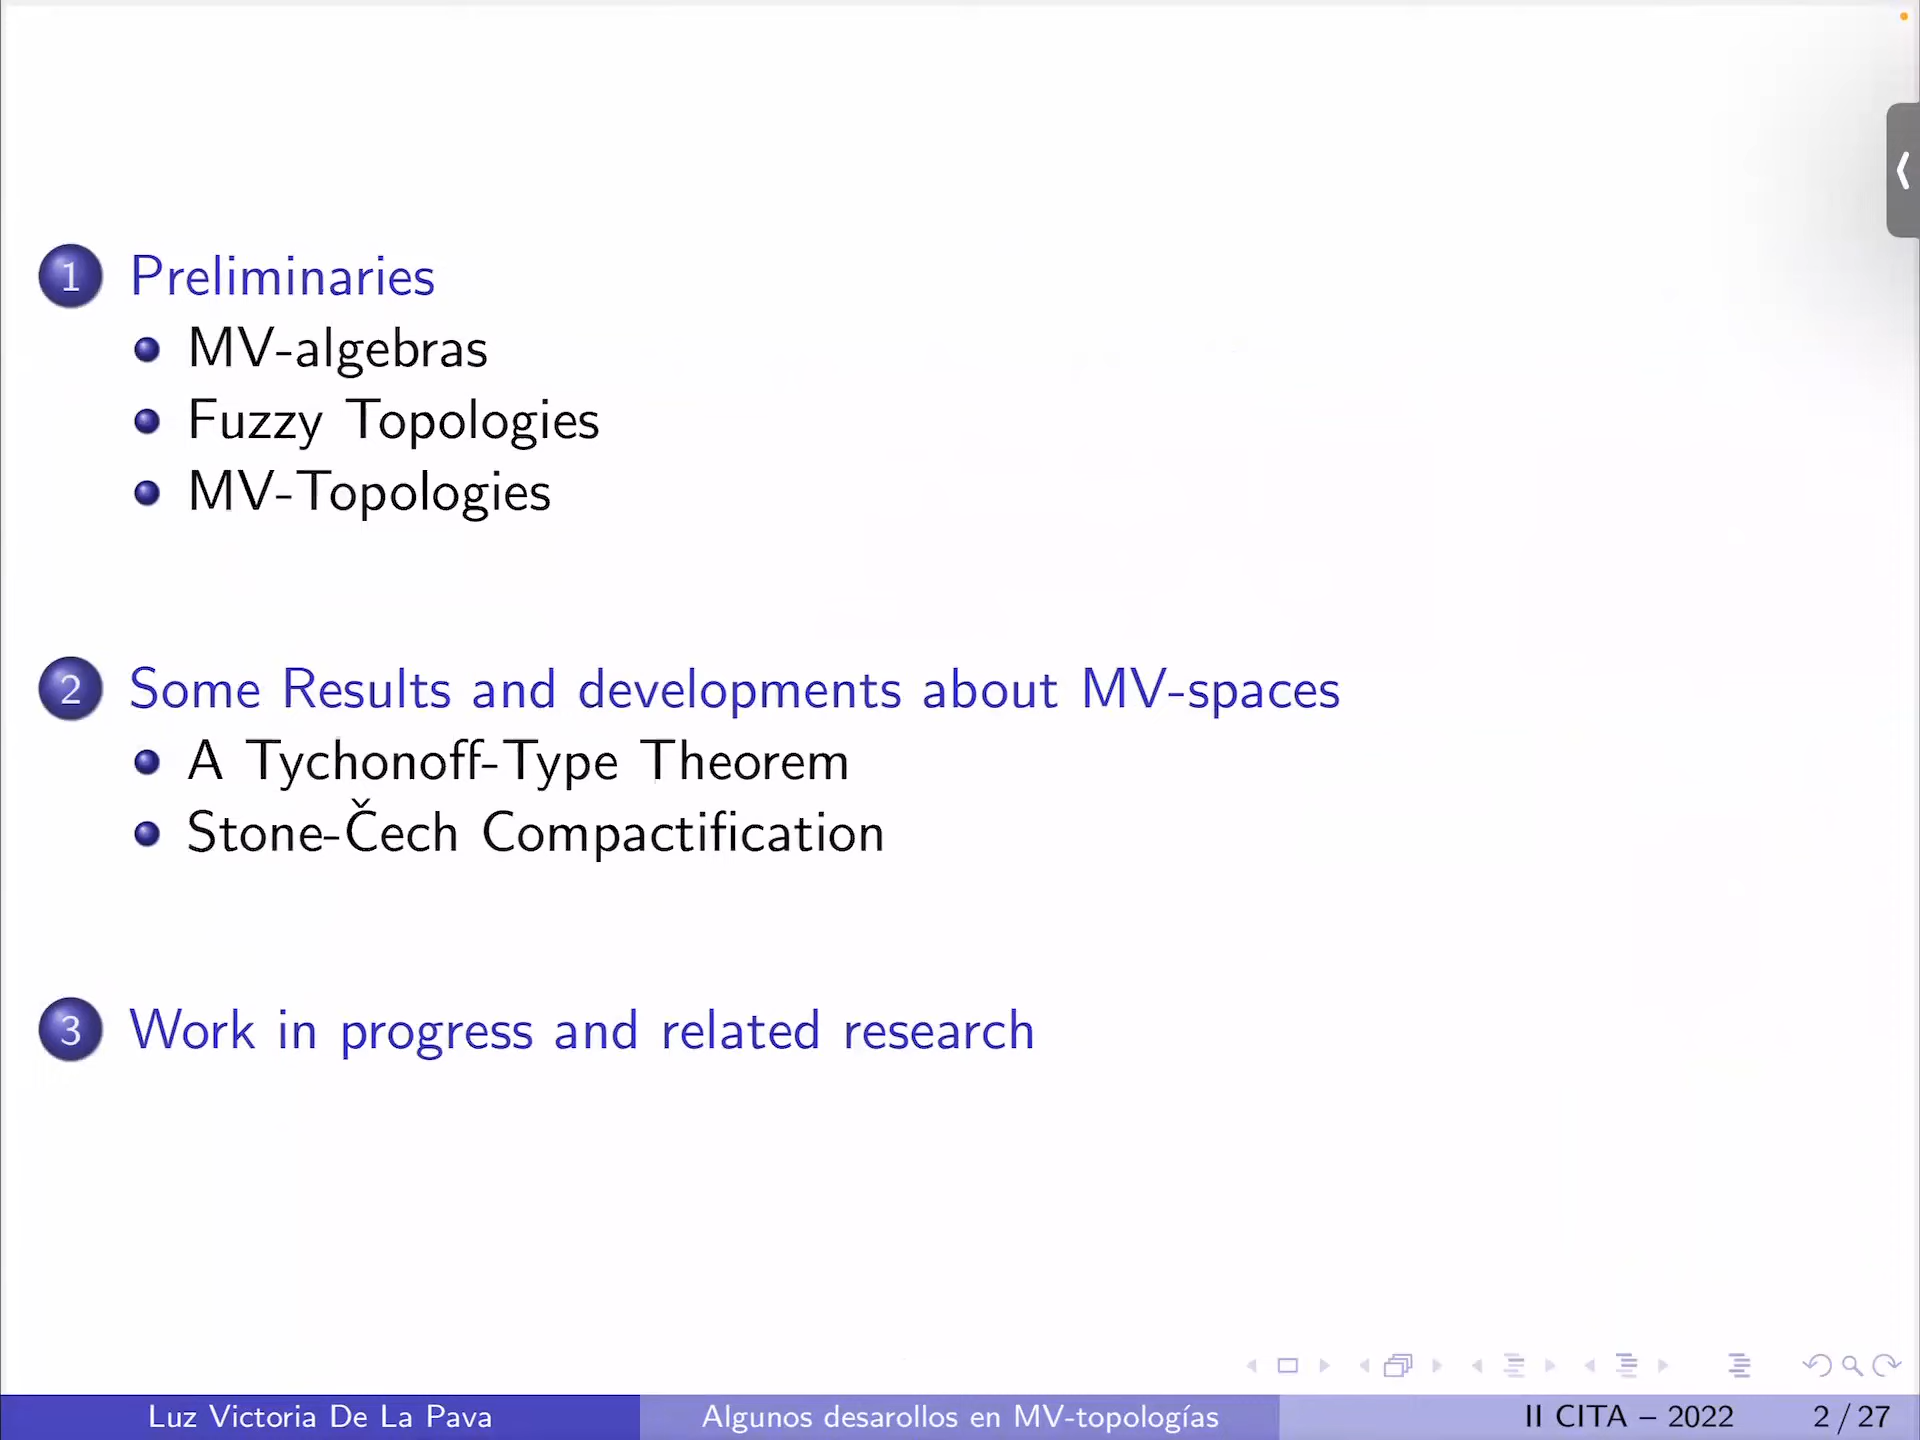 1 Preliminaries
MV-algebras
Fuzzy Topologies
MV-Topologies
2 Some Results and developments about MV-spaces
A Tychonoff-Type Theorem
Stone-Čech Compactification
3 Work in progress and related research
Luz Victoria De La Pava Algunos desarollos en MV-topologías II CITA – 2022 2 / 27